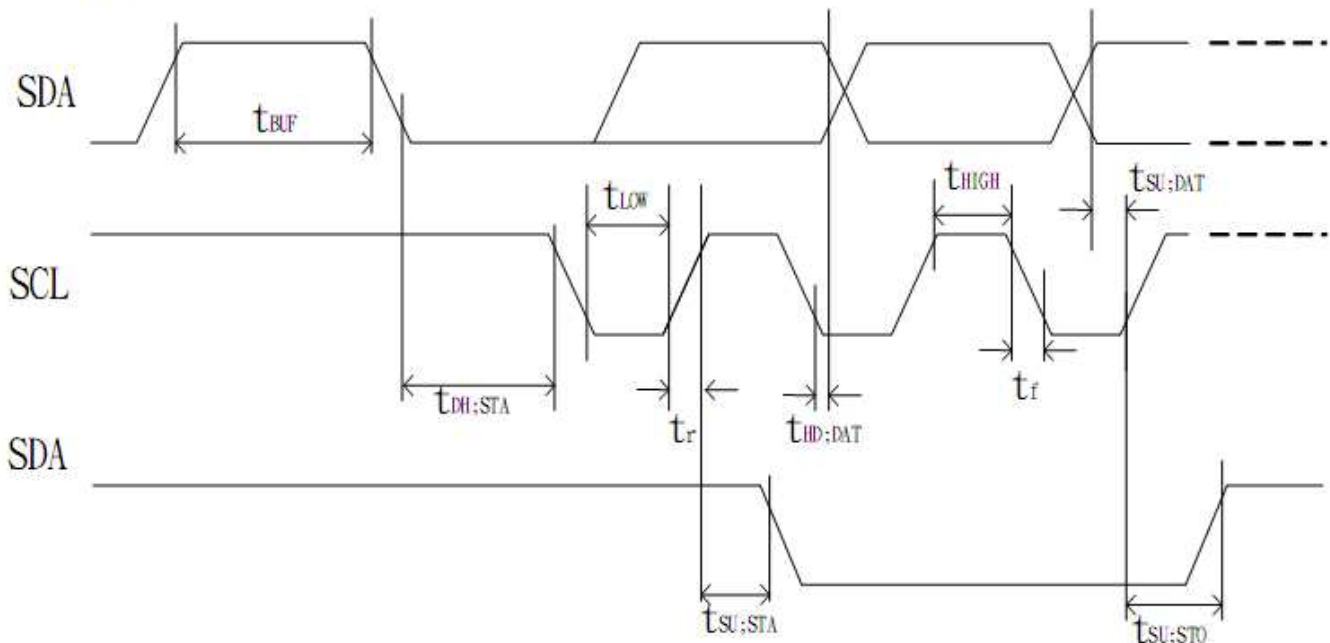 SDA
tBUF
tLOW
tHIGH
tSU;DAT
SCL
tDH;STA
tr
tHD;DAT
tf
SDA
tSU;STA
tSU;STO